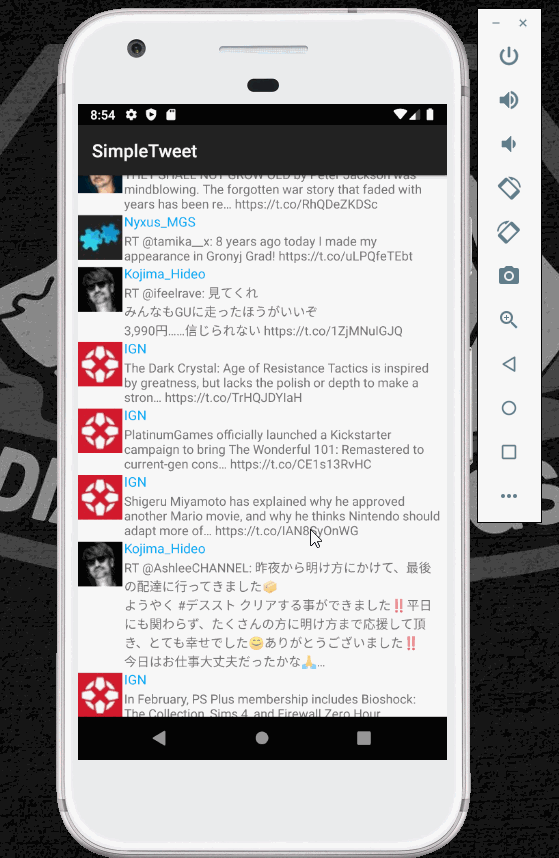 8:54
SimpleTweet
THEY SHALL NOT GROW OLD by Peter Jackson was
mindblowing. The forgotten war story that faded with
years has been re… https://t.co/RhQDeZKDSc
Nyxus_MGS
RT @tamika__x: 8 years ago today I made my
appearance in Gronyj Grad! https://t.co/uLPQfeTEbt
Kojima_Hideo
RT @ifeelrave: 見てくれ
みんなもGUに走ったほうがいいぞ
3,990円……信じられない https://t.co/1ZjMNulGJQ
IGN
The Dark Crystal: Age of Resistance Tactics is inspired
by greatness, but lacks the polish or depth to make a
stron… https://t.co/TrHQJDYIaH
IGN
PlatinumGames officially launched a Kickstarter
campaign to bring The Wonderful 101: Remastered to
current-gen cons… https://t.co/CE1s13RvHC
IGN
Shigeru Miyamoto has explained why he approved
another Mario movie, and why he thinks Nintendo should
adapt more of…
Kojima_Hideo
RT @AshleeCHANNEL: 昨夜から明け方にかけて、最後
の配達に行ってきました📦
ようやく #デススト クリアする事ができました‼️平日
にも関わらず、たくさんの方に明け方まで応援して頂
き、とても幸せでした😊ありがとうございました‼️
今日はお仕事大丈夫だったかな🙏…
IGN
In February, PS Plus membership includes Bioshock:
The Collection, Sims 4, and Firewall Zero Hour